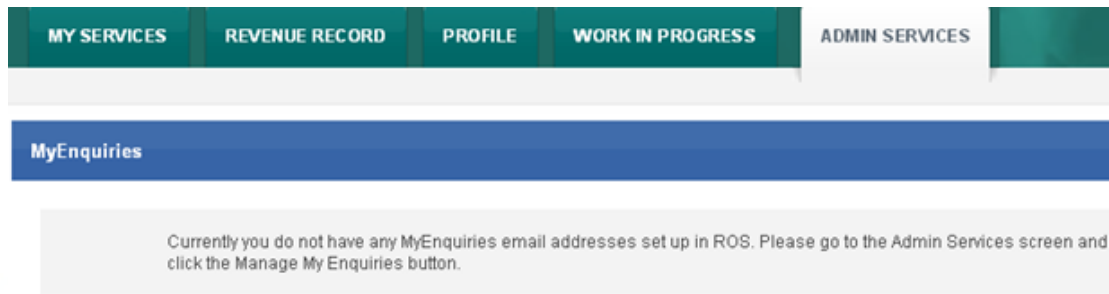 MY SERVICES REVENUE RECORD PROFILE WORK IN PROGRESS ADMIN SERVICES
MyEnquiries
Currently you do not have any MyEnquiries email addresses set up in ROS. Please go to the Admin Services screen and
click the Manage My Enquiries button.